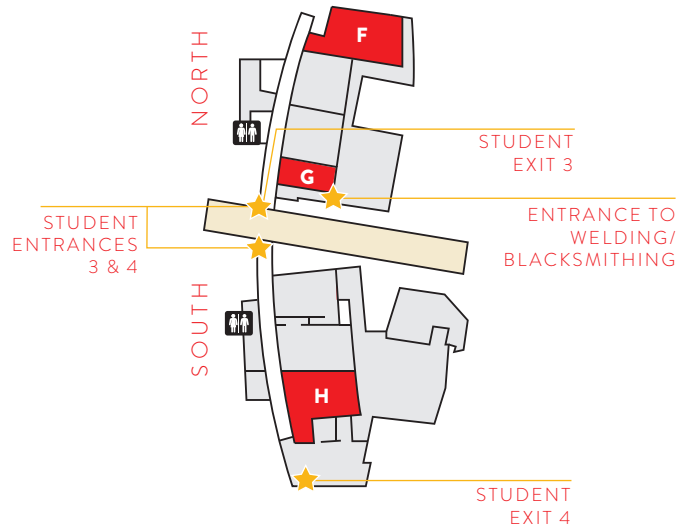 F
NORTH
STUDENT
EXIT 3
G
STUDENT
ENTRANCES
3 & 4
ENTRANCE TO
WELDING/
BLACKSMITHING
SOUTH
H
STUDENT
EXIT 4